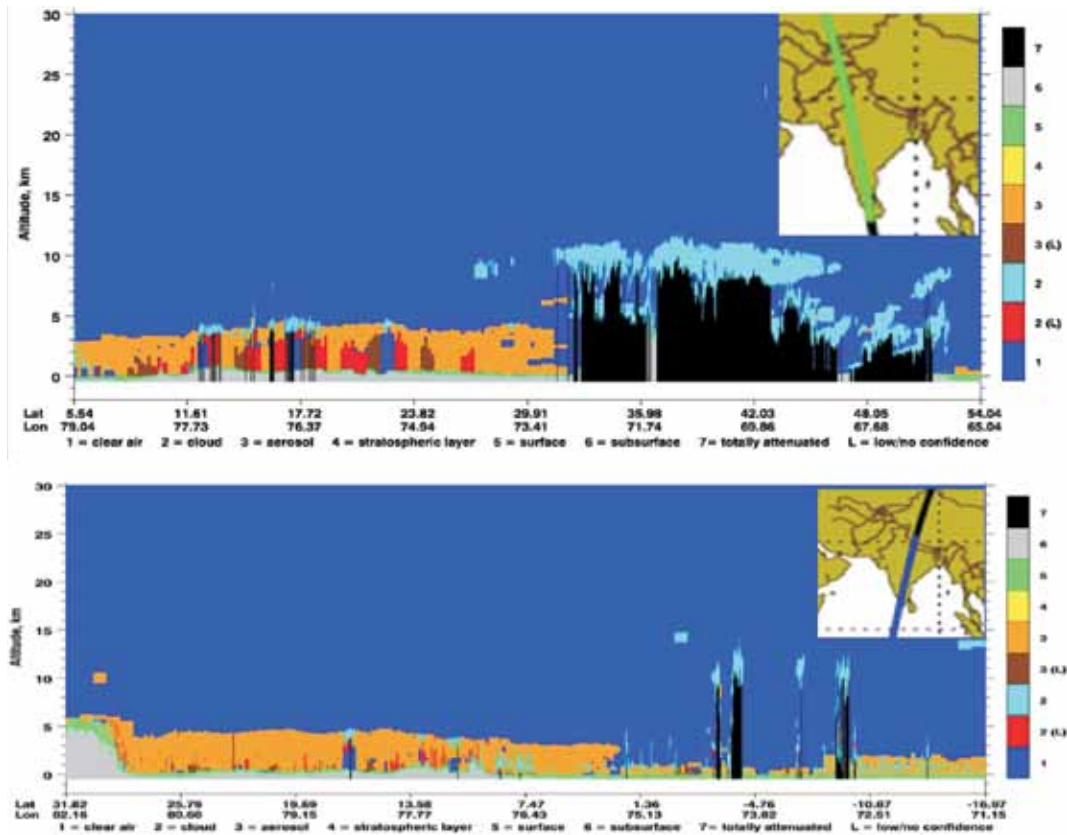 30
25
20
15
10
5
0
Altitude, km
7
6
5
4
3
3 (L)
2
2 (L)
1
Lat 5.54 11.61 17.72 23.82 29.91 35.98 42.03 48.05 54.04
Lon 79.04 77.73 76.37 74.94 73.41 71.74 69.86 67.68 65.04
1 = clear air 2 = cloud 3 = aerosol 4 = stratospheric layer 5 = surface 6 = subsurface 7= totally attenuated L = low/no confidence
30
25
20
15
10
5
0
Altitude, km
7
6
5
4
3
3 (L)
2
2 (L)
1
Lat 31.82 25.79 19.69 13.58 7.47 1.36 -4.76 -10.87 -16.97
Lon 82.16 80.60 79.15 77.77 76.43 75.13 73.82 72.51 71.15
1 = clear air 2 = cloud 3 = aerosol 4 = stratospheric layer 5 = surface 6 = subsurface 7= totally attenuated L = low/no confidence